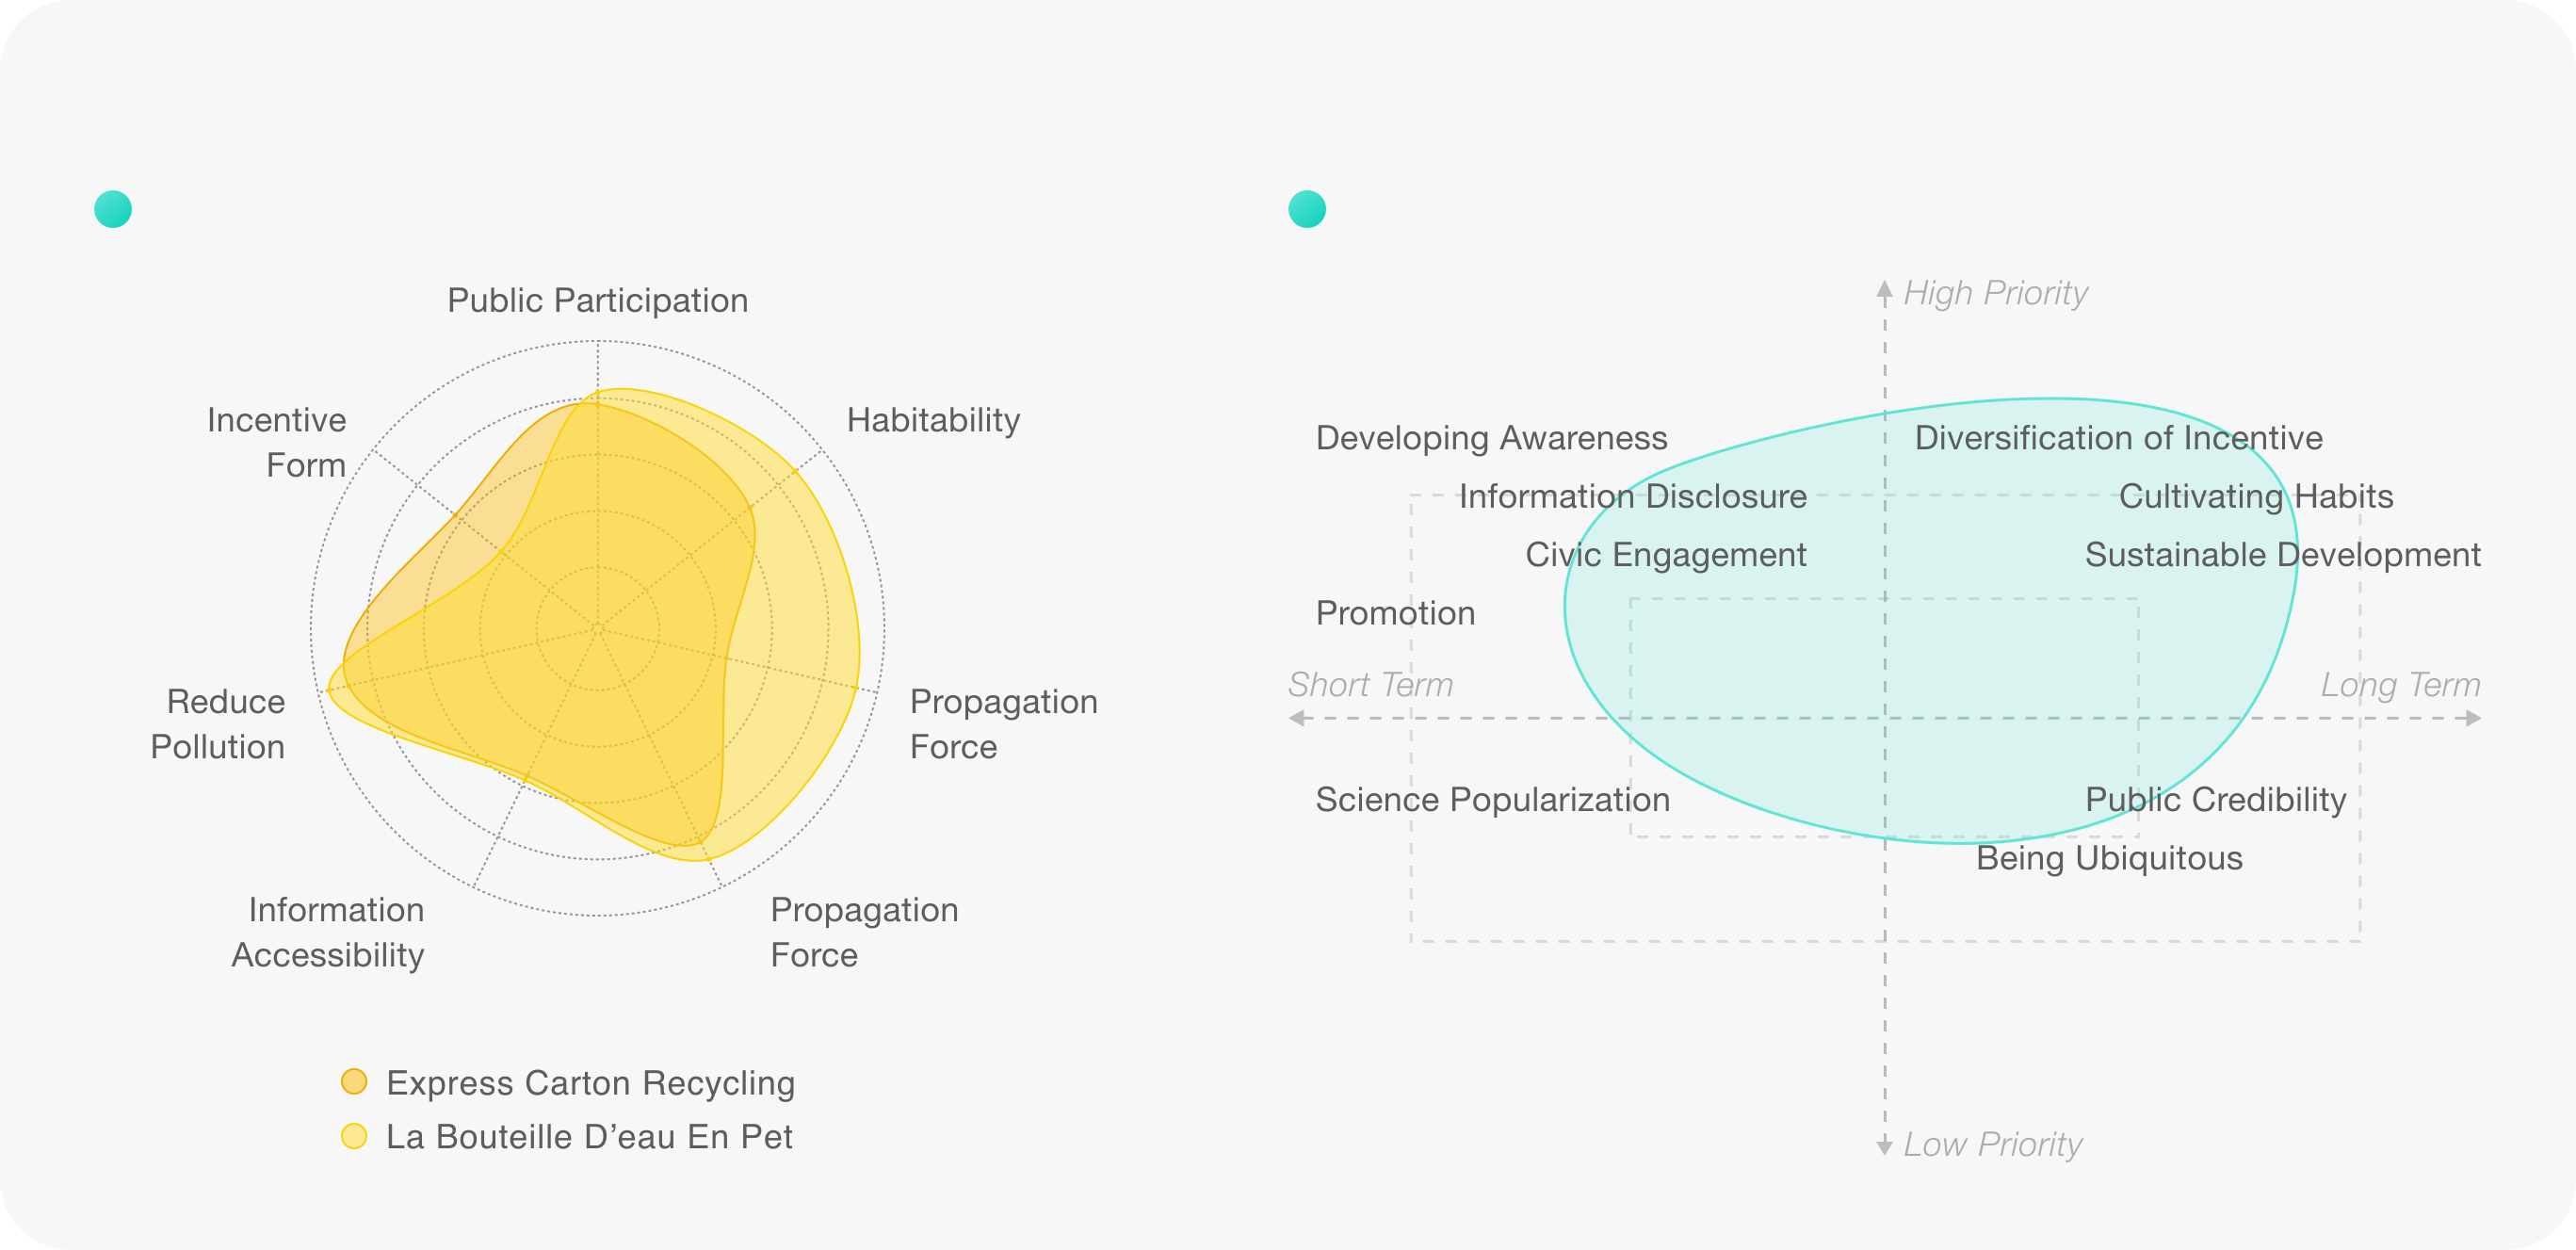 Public Participation
Incentive
Form
Habitability
Reduce
Pollution
Propagation
Force
Information
Accessibility
Propagation
Force
Express Carton Recycling
La Bouteille D’eau En Pet
High Priority
Developing Awareness
Diversification of Incentive
Information Disclosure
Cultivating Habits
Civic Engagement
Sustainable Development
Promotion
Short Term
Long Term
Science Popularization
Public Credibility
Being Ubiquitous
Low Priority